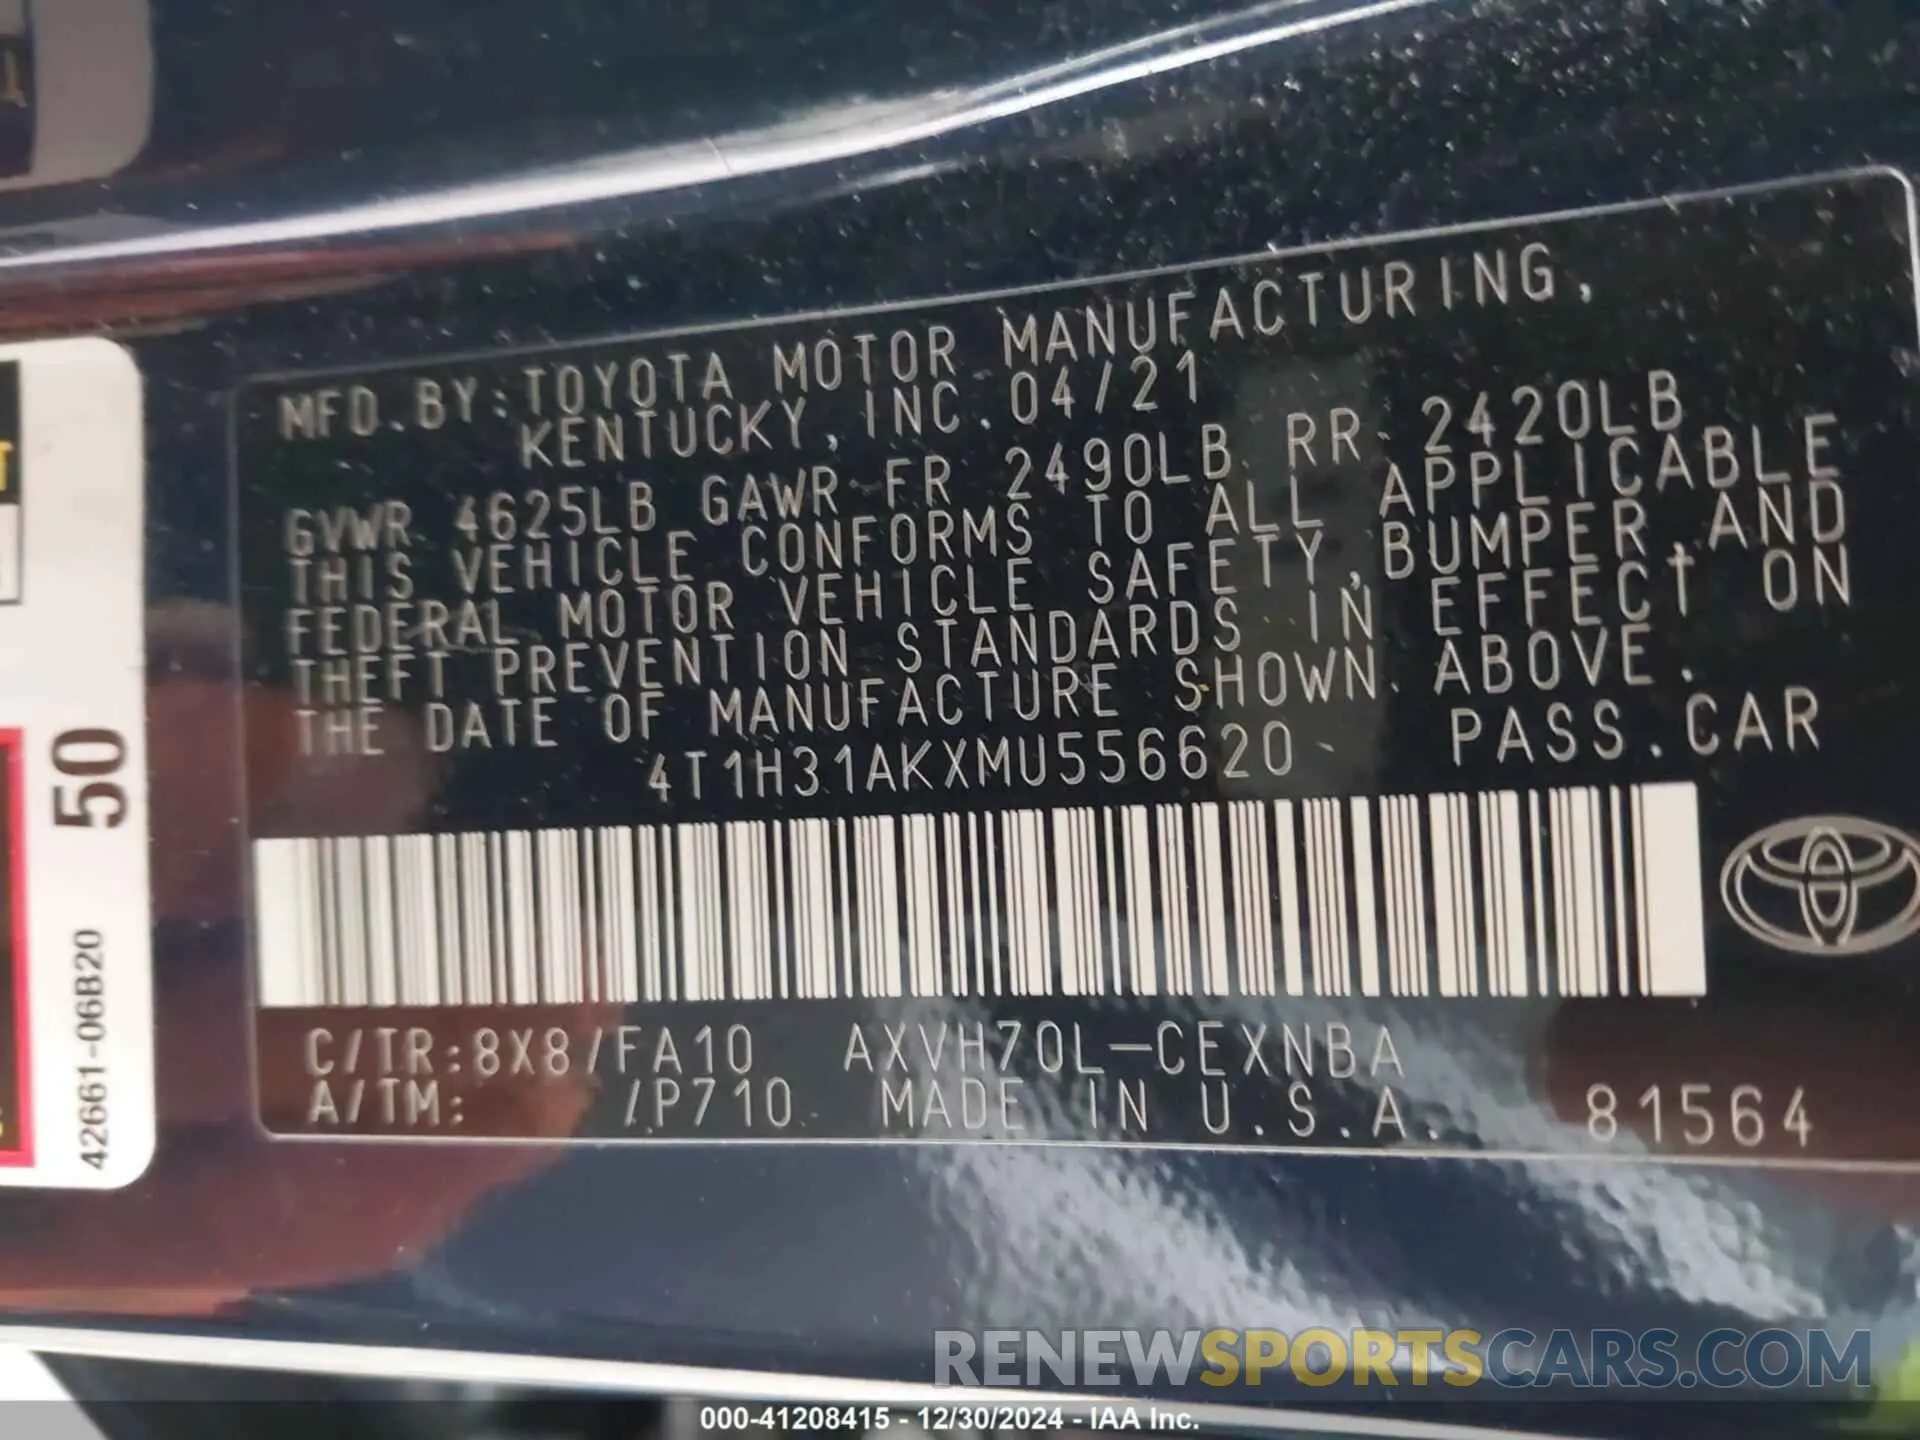 MFD.BY:TOYOTA MOTOR MANUFACTURING,
KENTUCKY, INC. 04/21
GVWR 4625LB GAWR FR 2490LB RR 2420LB
THIS VEHICLE CONFORMS TO ALL APPLICABLE
FEDERAL MOTOR VEHICLE SAFETY, BUMPER AND
THEFT PREVENTION STANDARDS IN EFFECT ON
THE DATE OF MANUFACTURE SHOWN ABOVE.
4T1H31AKXMU556620 PASS.CAR
C/TR:8X8/FA10 AXVH70L-CEXNBA
A/TM: /P710 MADE IN U.S.A. 81564
50
42661-06B20
RENEWSPORTSCARS.COM
000-41208415 - 12/30/2024 - IAA Inc.